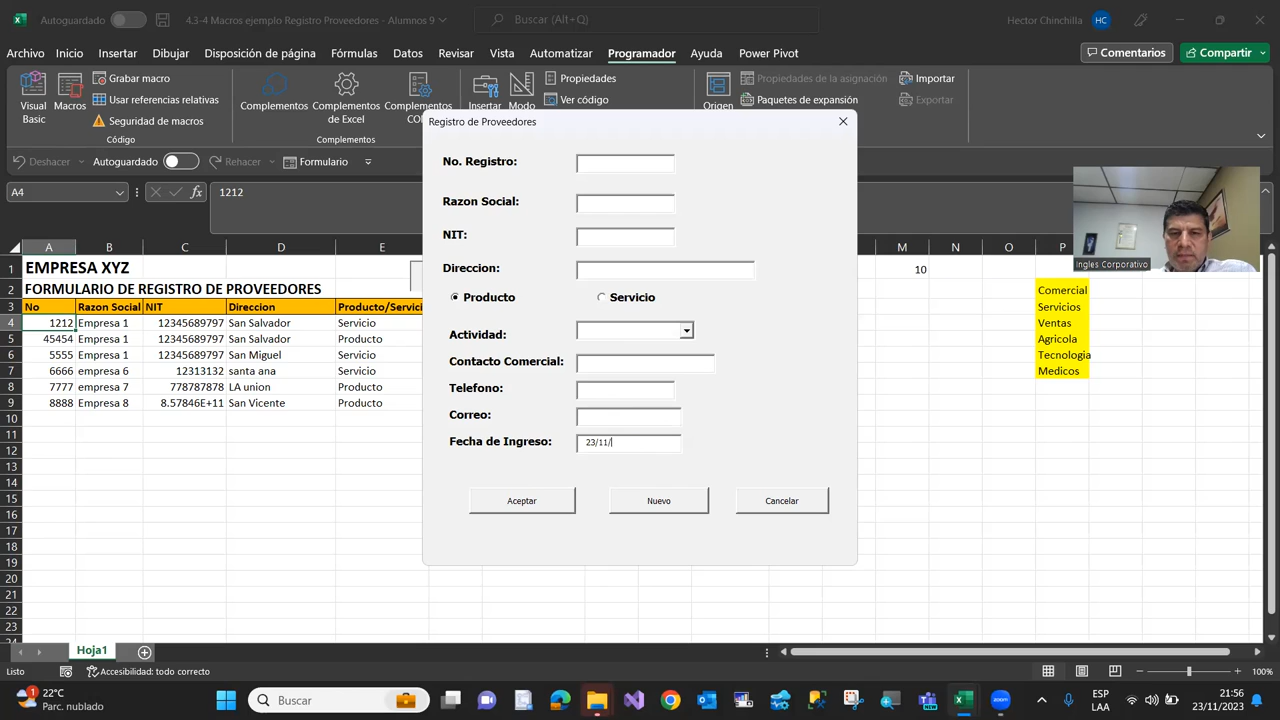 Autoguardado
4.3-4 Macros ejemplo Registro Proveedores - Alumnos 9
Buscar (Alt+Q)
Hector Chinchilla
HC
Archivo Inicio Insertar Dibujar Disposición de página Fórmulas Datos Revisar Vista Automatizar Programador Ayuda Power Pivot
Comentarios
Compartir
Visual Basic
Macros
Grabar macro
Usar referencias relativas
Seguridad de macros
Código
Complementos
Complementos de Excel
Complementos
Complementos
Insertar
Modo
Propiedades
Ver código
Origen
Propiedades de la asignación
Paquetes de expansión
Importar
Exportar
Deshacer
Autoguardado
Rehacer
Formulario
A4
fx
1212
A B C D E M N O P
1 EMPRESA XYZ 10
2 FORMULARIO DE REGISTRO DE PROVEEDORES Comercial
3 No Razon Social NIT Direccion Producto/Servici Servicios
4 1212 Empresa 1 12345689797 San Salvador Servicio Ventas
5 45454 Empresa 1 12345689797 San Salvador Producto Agricola
6 5555 Empresa 1 12345689797 San Miguel Servicio Tecnologia
7 6666 empresa 6 12313132 santa ana Servicio Medicos
8 7777 empresa 7 778787878 LA union Producto
9 8888 Empresa 8 8.57846E+11 San Vicente Producto
10
11
12
13
14
15
16
17
18
19
20
21
22
23
Registro de Proveedores
No. Registro:
Razon Social:
NIT:
Direccion:
Producto Servicio
Actividad:
Contacto Comercial:
Telefono:
Correo:
Fecha de Ingreso: 23/11/
Aceptar Nuevo Cancelar
Ingles Corporativo
Hoja1
Listo
Accesibilidad: todo correcto
100%
22°C
Parc. nublado
1
Buscar
zoom
ESP
LAA
21:56
23/11/2023